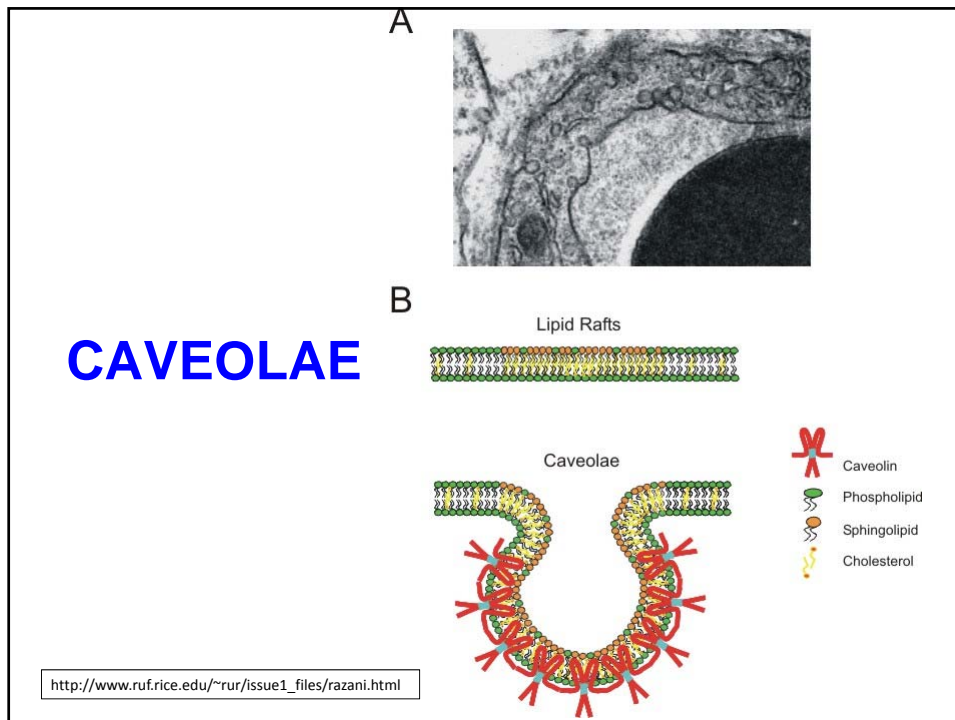 A
B
CAVEOLAE
Lipid Rafts
Caveolae
Caveolin
Phospholipid
Sphingolipid
Cholesterol
http://www.ruf.rice.edu/~rur/issue1_files/razani.html